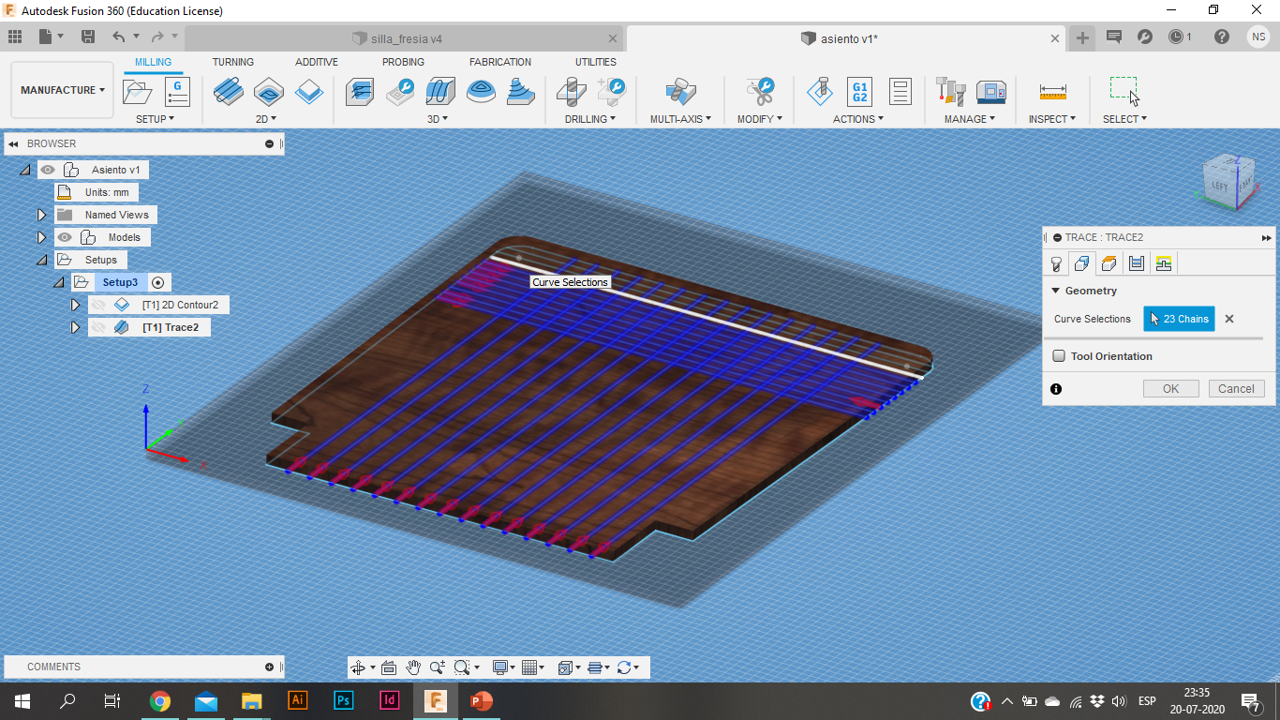 Autodesk Fusion 360 (Education License)
silla_fresia v4
asiento v1*
1
NS
MANUFACTURE
MILLING TURNING ADDITIVE PROBING FABRICATION UTILITIES
G
G1
G2
SETUP 2D 3D DRILLING MULTI-AXIS MODIFY ACTIONS MANAGE INSPECT SELECT
BROWSER
Asiento v1
Units: mm
Named Views
Models
Setups
Setup3
[T1] 2D Contour2
[T1] Trace2
Curve Selections
Z
X
Z
LEFT
TRACE : TRACE2
Geometry
Curve Selections 23 Chains
Tool Orientation
OK Cancel
COMMENTS
Ai Ps Id
ESP
23:35
20-07-2020
7